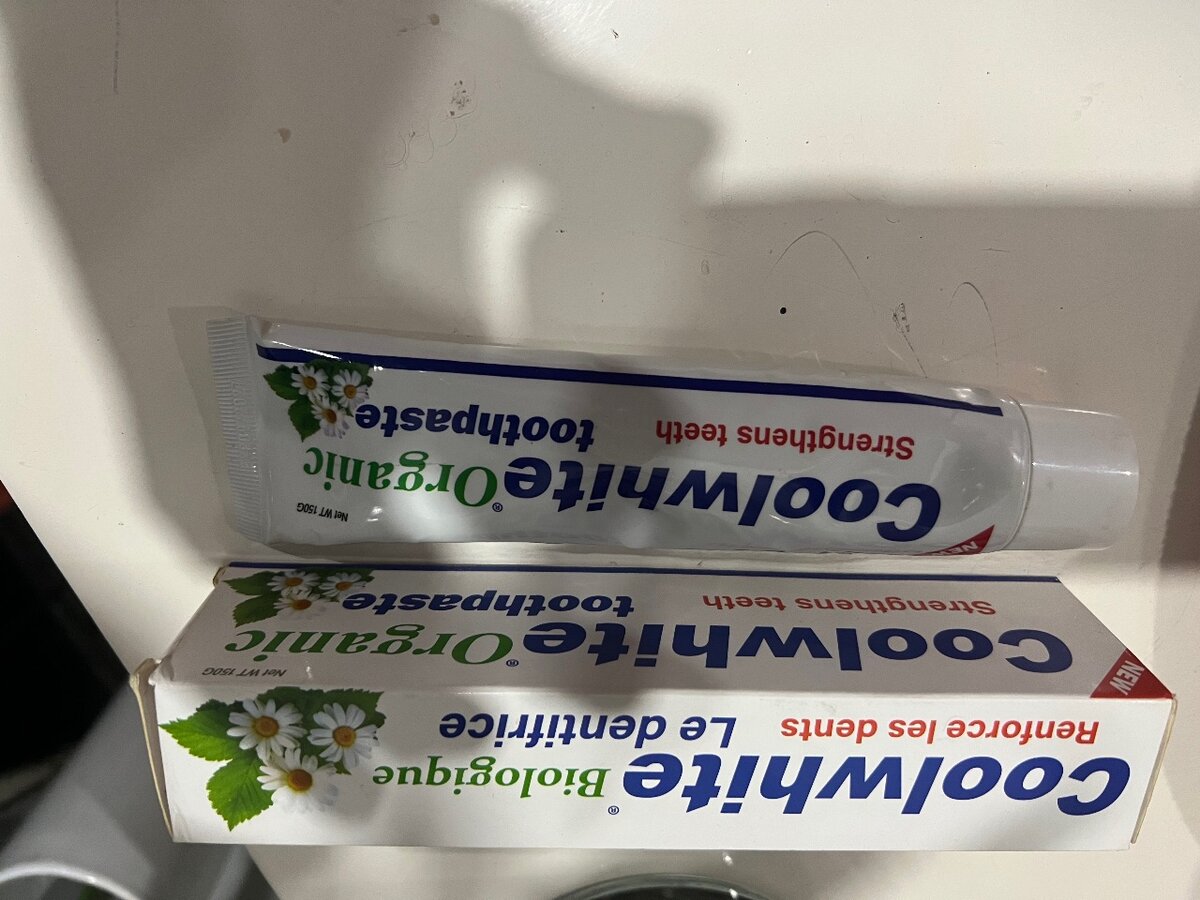 NEW
Coolwhite® Biologique
Renforce les dents Le dentifrice
NEW
Coolwhite® Organic
Strengthens teeth toothpaste
Net WT 150G
Coolwhite® Organic
Strengthens teeth toothpaste
Net WT 150G